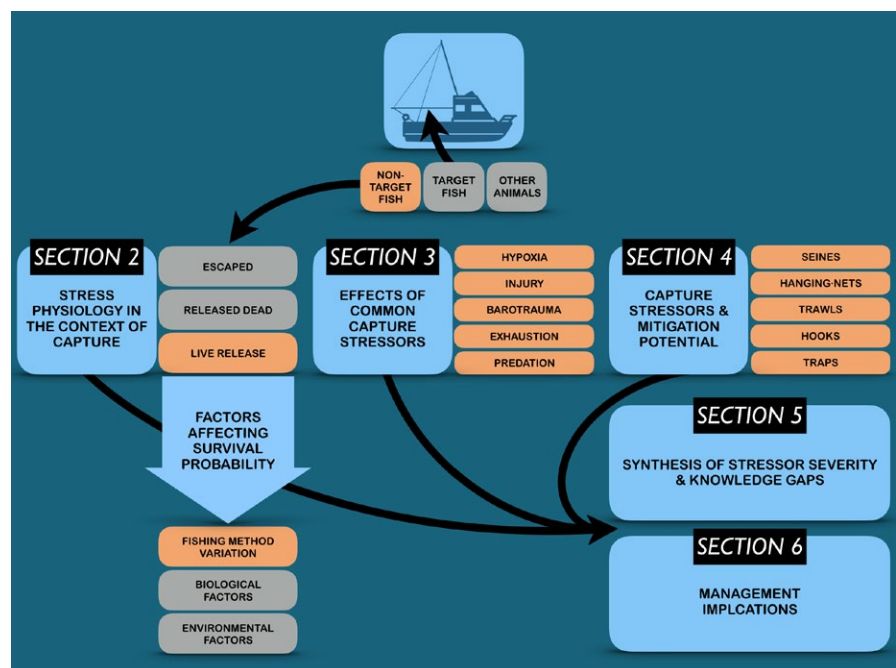 NON-
TARGET
FISH
TARGET
FISH
OTHER
ANIMALS
SECTION 2
STRESS
PHYSIOLOGY IN
THE CONTEXT OF
CAPTURE
ESCAPED
RELEASED DEAD
LIVE RELEASE
FACTORS
AFFECTING
SURVIVAL
PROBABILITY
FISHING METHOD
VARIATION
BIOLOGICAL
FACTORS
ENVIRONMENTAL
FACTORS
SECTION 3
EFFECTS OF
COMMON
CAPTURE
STRESSORS
HYPOXIA
INJURY
BAROTRAUMA
EXHAUSTION
PREDATION
SECTION 4
CAPTURE
STRESSORS &
MITIGATION
POTENTIAL
SEINES
HANGING-NETS
TRAWLS
HOOKS
TRAPS
SECTION 5
SYNTHESIS OF STRESSOR SEVERITY
& KNOWLEDGE GAPS
SECTION 6
MANAGEMENT
IMPLCATIONS